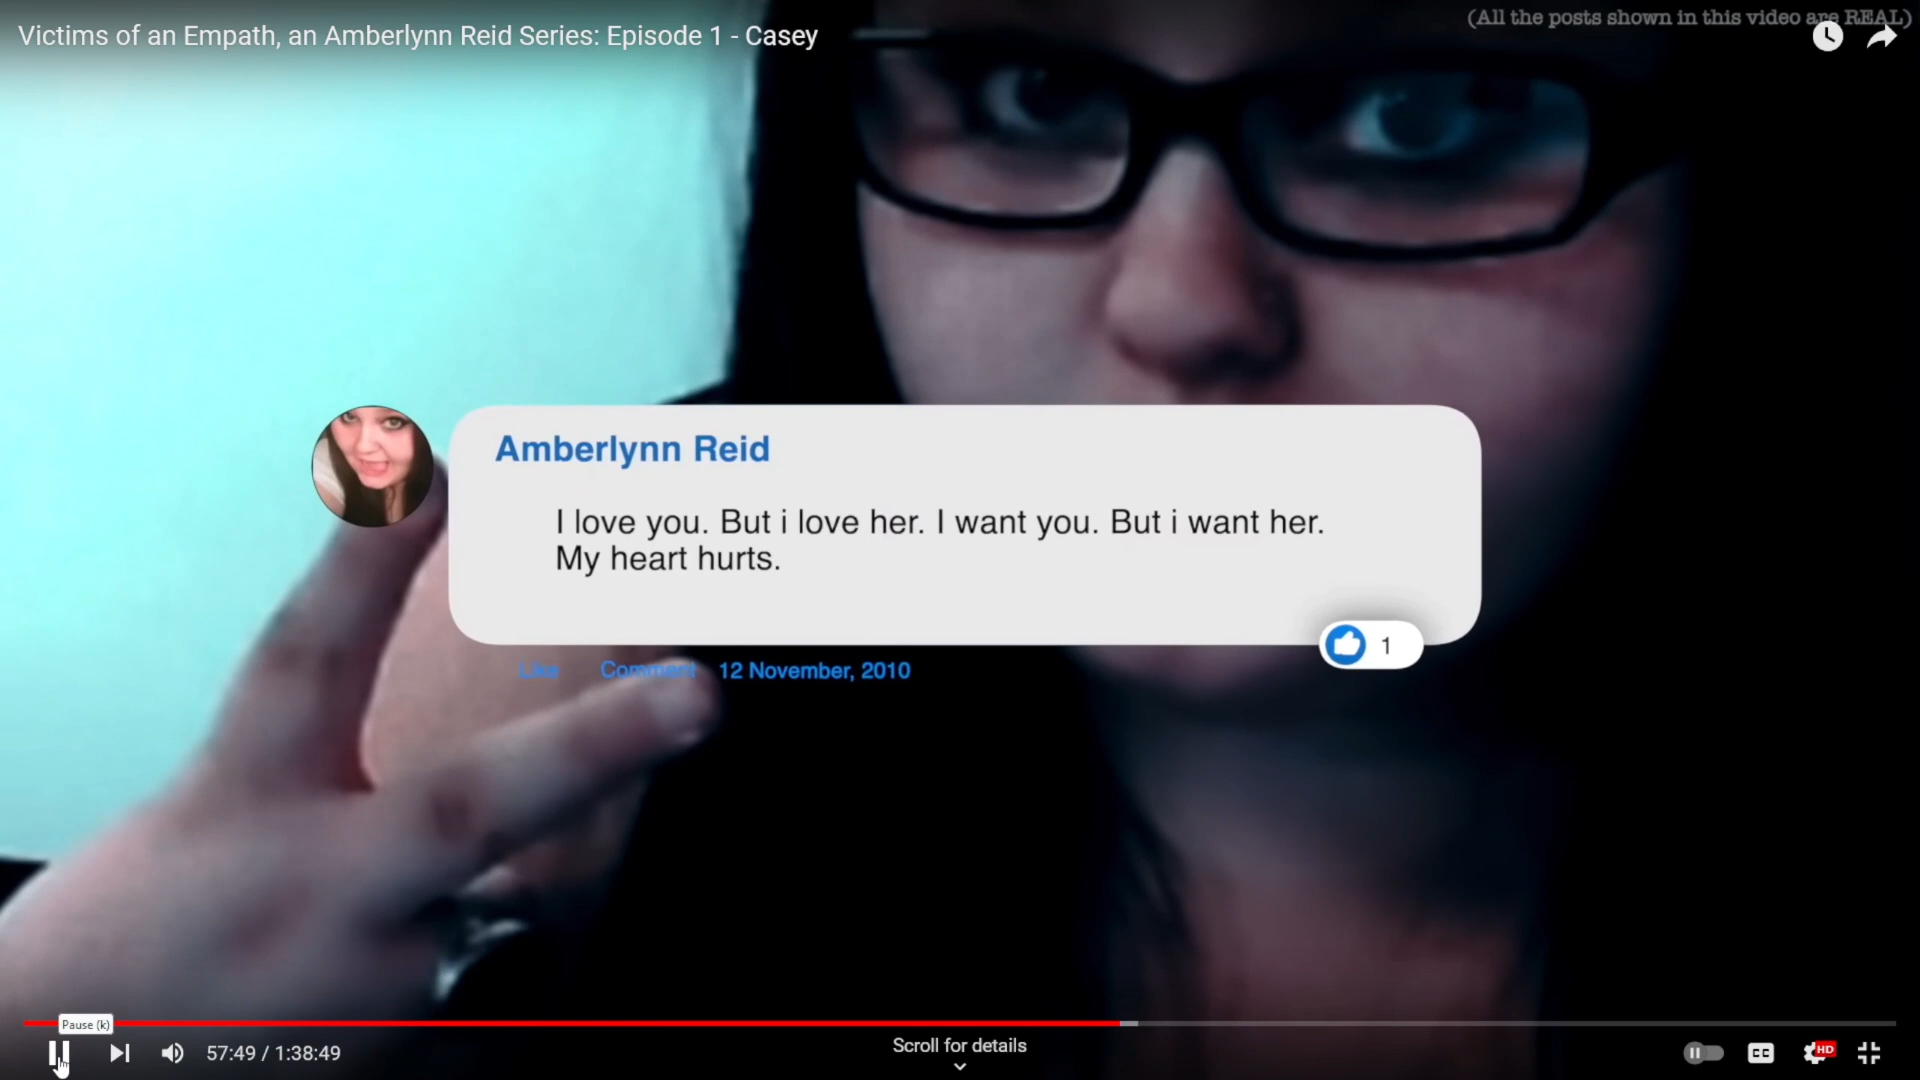 (All the posts shown in this video are REAL)
Victims of an Empath, an Amberlynn Reid Series: Episode 1 - Casey
Amberlynn Reid
I love you. But i love her. I want you. But i want her.
My heart hurts.
1
Like Comment 12 November, 2010
Pause (k)
57:49 / 1:38:49
Scroll for details
CC
HD